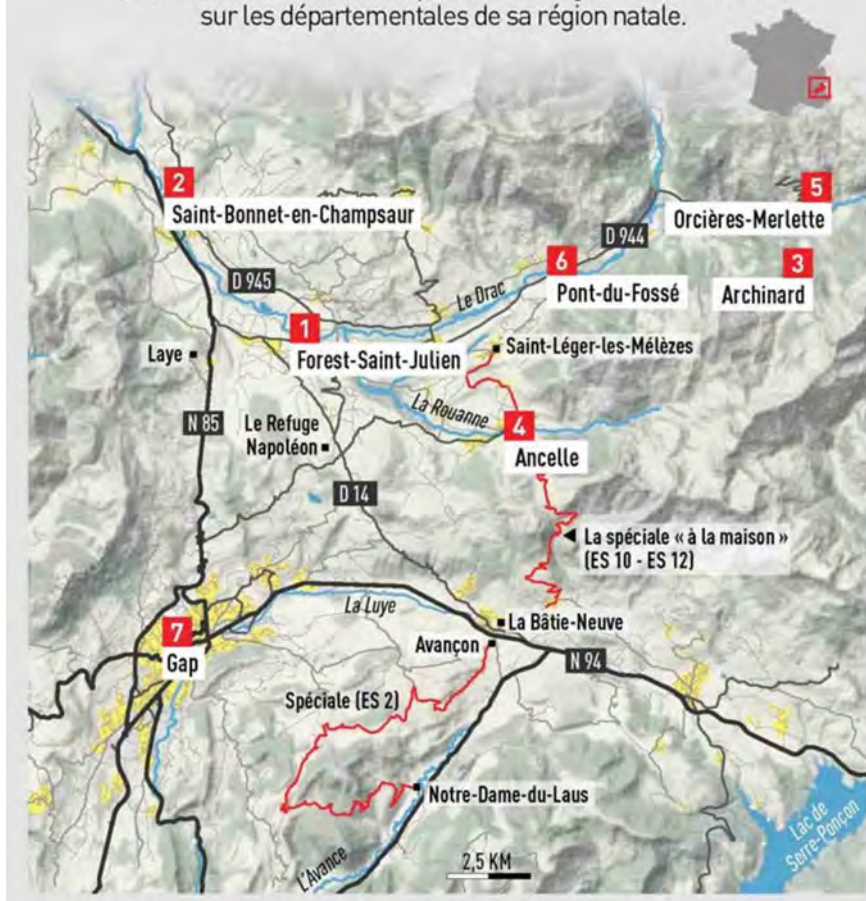 sur les départementales de sa région natale.
2
Saint-Bonnet-en-Champsaur
5
Orcières-Merlette
D 944
6
Pont-du-Fossé
3
Archinard
D 945
Le Drac
1
Forest-Saint-Julien
Laye
Saint-Léger-les-Mélèzes
La Rouanne
N 85
Le Refuge
Napoléon
4
Ancelle
D 14
La spéciale « à la maison »
(ES 10 - ES 12)
La Luye
La Bâtie-Neuve
7
Gap
Avançon
N 94
Spéciale (ES 2)
Notre-Dame-du-Laus
Lac de
Serre-Ponçon
2,5 KM
L'Avance